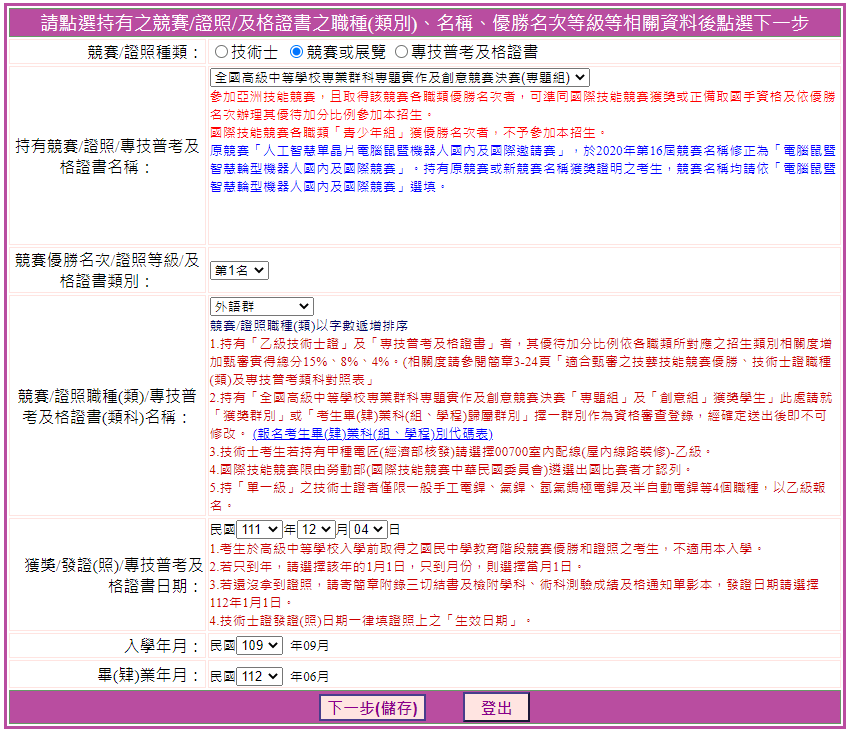 請點選持有之競賽/證照/及格證書之職種(類別)、名稱、優勝名次等級等相關資料後點選下一步
競賽/證照種類：
技術士 競賽或展覽 專技普考及格證書
持有競賽/證照/專技普考及
格證書名稱：
全國高級中等學校專業群科專題實作及創意競賽決賽(專題組)
參加亞洲技能競賽，且取得該競賽各職類優勝名次者，可準同國際技能競賽獲獎或正備取國手資格及依優勝
名次辦理其優待加分比例參加本招生。
國際技能競賽各職類「青少年組」獲優勝名次者，不予參加本招生。
原競賽「人工智慧單晶片電腦鼠暨機器人國內及國際邀請賽」，於2020年第16屆競賽名稱修正為「電腦鼠暨
智慧輪型機器人國內及國際競賽」。持有原競賽或新競賽名稱獲獎證明之考生，競賽名稱均請依「電腦鼠暨
智慧輪型機器人國內及國際競賽」選填。
競賽優勝名次/證照等級/及
格證書類別：
第1名
競賽/證照職種(類)/專技普
考及格證書(類科)名稱：
外語群
競賽/證照職種(類)以字數遞增排序
1.持有「乙級技術士證」及「專技普考及格證書」者，其優待加分比例依各職類所對應之招生類別相關度增
加甄審實得總分15%、8%、4%。(相關度請參閱簡章3-24頁「適合甄審之技藝技能競賽優勝、技術士證職種
(類)及專技普考類科對照表」
2.持有「全國高級中等學校專業群科專題實作及創意競賽決賽「專題組」及「創意組」獲獎學生」此處請就
「獲獎群別」或「考生畢(肄)業科(組、學程)歸屬群別」擇一群別作為資格審查登錄，經確定送出後即不可
修改。 (報名考生畢(肄)業科(組、學程)別代碼表)
3.技術士考生若持有甲種電匠(經濟部核發)請選擇00700室內配線(屋內線路裝修)-乙級。
4.國際技能競賽限由勞動部(國際技能競賽中華民國委員會)遴選出國比賽者才認列。
5.持「單一級」之技術士證者僅限一般手工電銲、氣銲、氬氣鎢極電銲及半自動電銲等4個職種，以乙級報
名。
獲獎/發證(照)/專技普考及
格證書日期：
民國111年12月04日
1.考生於高級中等學校入學前取得之國民中學教育階段競賽優勝和證照之考生，不適用本入學。
2.若只到年，請選擇該年的1月1日，只到月份，則選擇當月1日。
3.若還沒拿到證照，請寄簡章附錄三切結書及檢附學科、術科測驗成績及格通知單影本，發證日期請選擇
112年1月1日。
4.技術士證發證(照)日期一律填證照上之「生效日期」。
入學年月：
民國109 年09月
畢(肄)業年月：
民國112 年06月
下一步(儲存) 登出